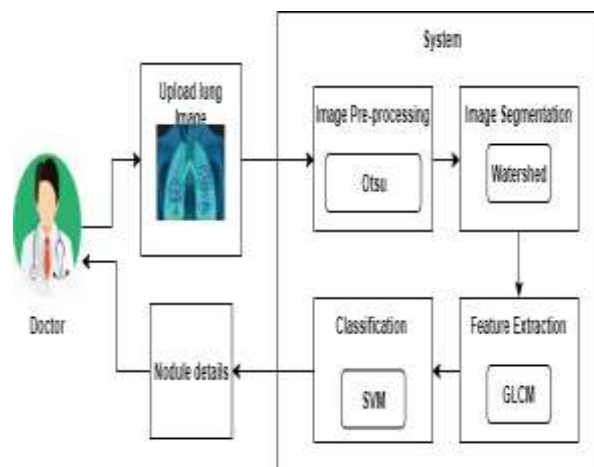 System
Upload lung
Image
Image Pre-processing
Otsu
Image Segmentation
Watershed
Doctor
Nodule details
Classification
SVM
Feature Extraction
GLCM